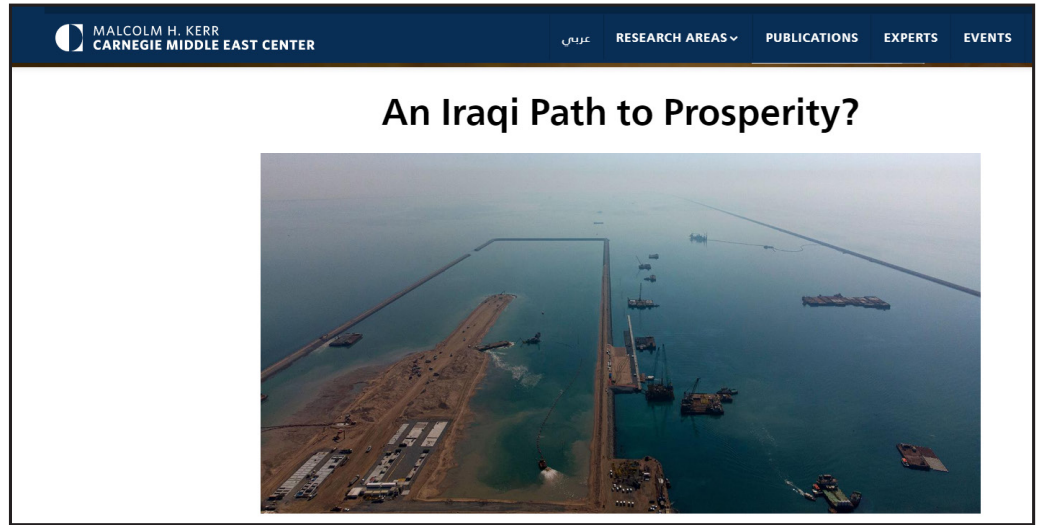 MALCOLM H. KERR
CARNEGIE MIDDLE EAST CENTER
عربي RESEARCH AREAS PUBLICATIONS EXPERTS EVENTS
An Iraqi Path to Prosperity?